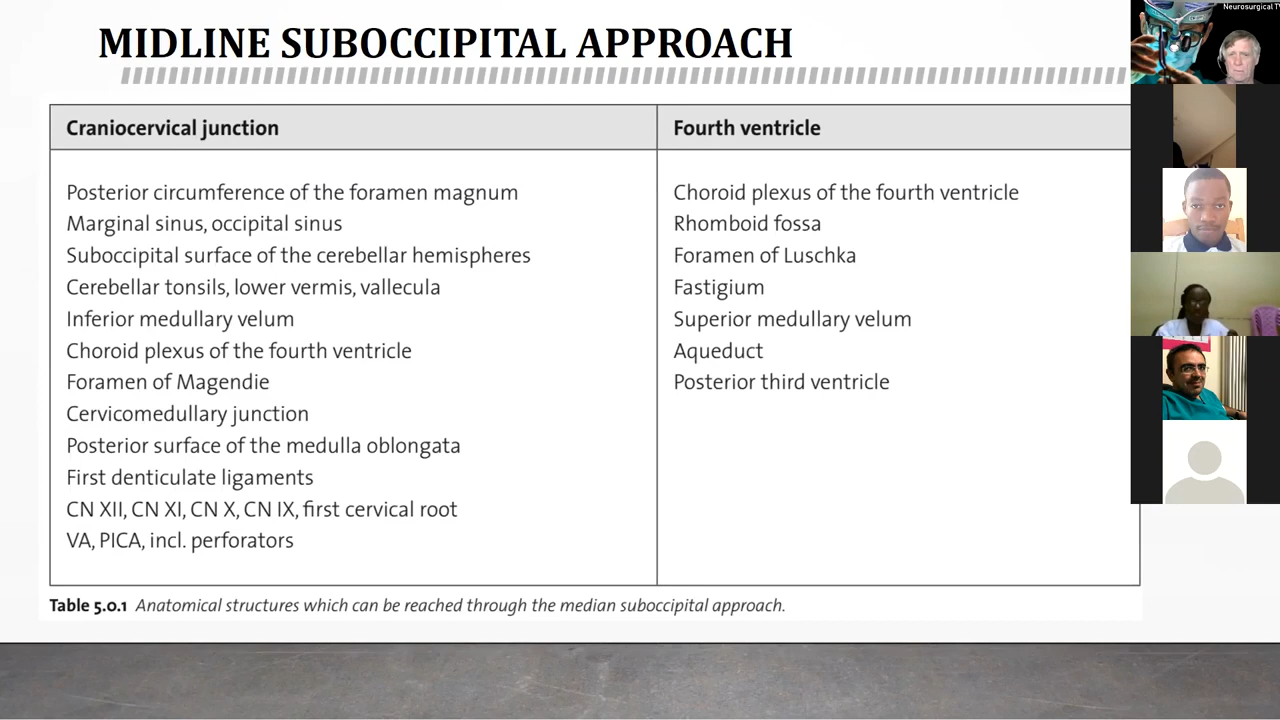 Neurosurgical T
MIDLINE SUBOCCIPITAL APPROACH
Craniocervical junction
Posterior circumference of the foramen magnum
Marginal sinus, occipital sinus
Suboccipital surface of the cerebellar hemispheres
Cerebellar tonsils, lower vermis, vallecula
Inferior medullary velum
Choroid plexus of the fourth ventricle
Foramen of Magendie
Cervicomedullary junction
Posterior surface of the medulla oblongata
First denticulate ligaments
CN XII, CN XI, CN X, CN IX, first cervical root
VA, PICA, incl. perforators
Fourth ventricle
Choroid plexus of the fourth ventricle
Rhomboid fossa
Foramen of Luschka
Fastigium
Superior medullary velum
Aqueduct
Posterior third ventricle
Table 5.0.1 Anatomical structures which can be reached through the median suboccipital approach.